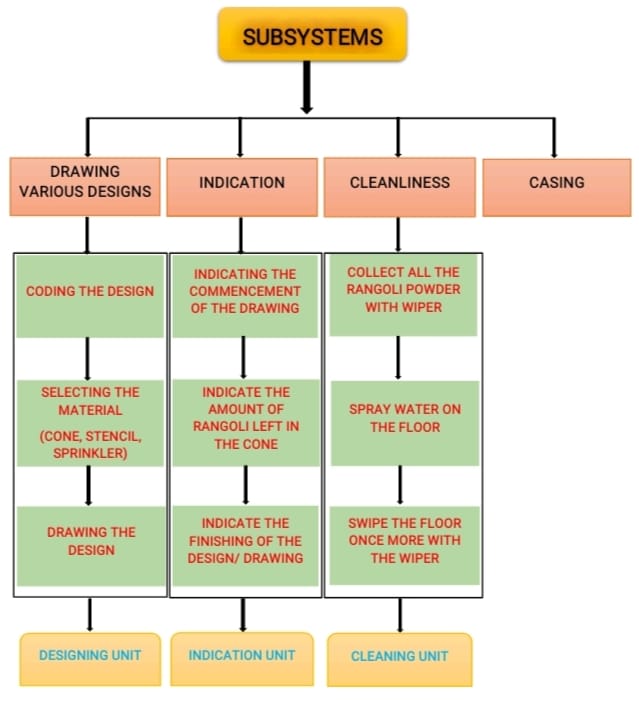 SUBSYSTEMS
DRAWING
VARIOUS DESIGNS
INDICATION
CLEANLINESS
CASING
CODING THE DESIGN
SELECTING THE
MATERIAL
(CONE, STENCIL,
SPRINKLER)
DRAWING THE
DESIGN
INDICATING THE
COMMENCEMENT
OF THE DRAWING
INDICATE THE
AMOUNT OF
RANGOLI LEFT IN
THE CONE
INDICATE THE
FINISHING OF THE
DESIGN/ DRAWING
COLLECT ALL THE
RANGOLI POWDER
WITH WIPER
SPRAY WATER ON
THE FLOOR
SWIPE THE FLOOR
ONCE MORE WITH
THE WIPER
DESIGNING UNIT
INDICATION UNIT
CLEANING UNIT